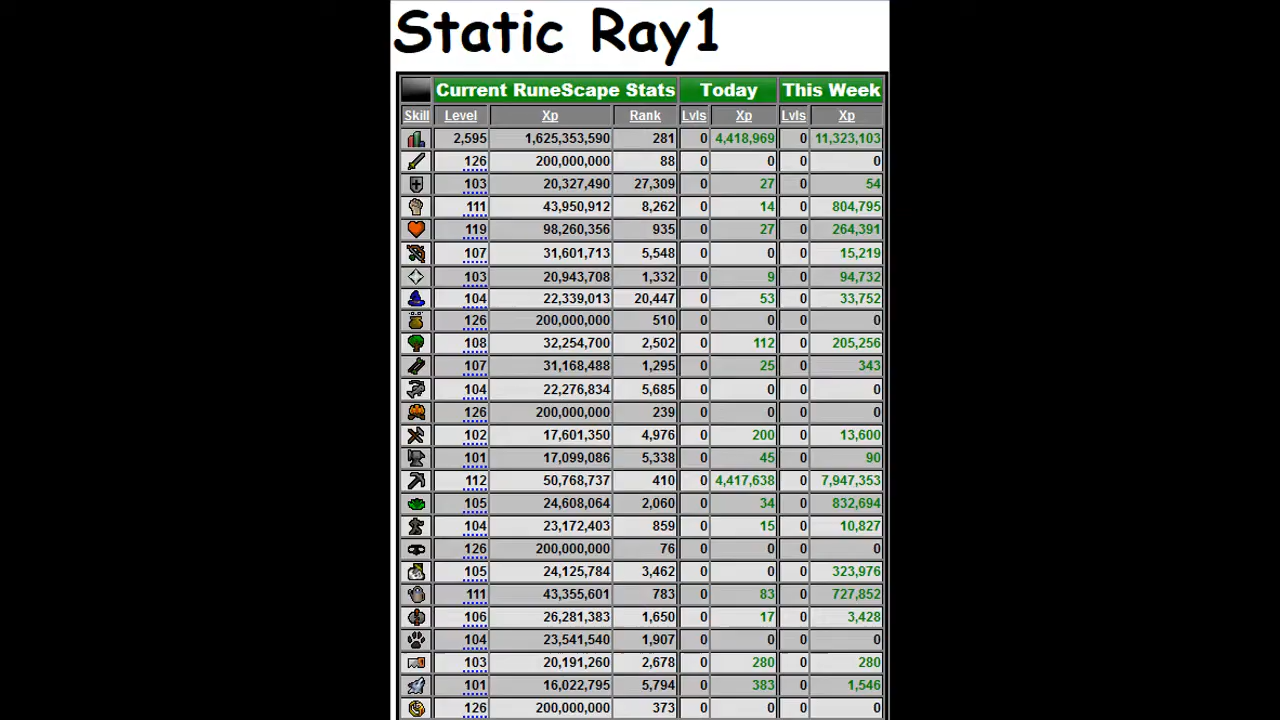 Static Ray1
Current RuneScape Stats Today This Week
Skill Level Xp Rank Lvls Xp Lvls Xp
2,595 1,625,353,590 281 0 4,418,969 0 11,323,103
126 200,000,000 88 0 0 0 0
103 20,327,490 27,309 0 27 0 54
111 43,950,912 8,262 0 14 0 804,795
119 98,260,356 935 0 27 0 264,391
107 31,601,713 5,548 0 0 0 15,219
103 20,943,708 1,332 0 9 0 94,732
104 22,339,013 20,447 0 53 0 33,752
126 200,000,000 510 0 0 0 0
108 32,254,700 2,502 0 112 0 205,256
107 31,168,488 1,295 0 25 0 343
104 22,276,834 5,685 0 0 0 0
126 200,000,000 239 0 0 0 0
102 17,601,350 4,976 0 200 0 13,600
101 17,099,086 5,338 0 45 0 90
112 50,768,737 410 0 4,417,638 0 7,947,353
105 24,608,064 2,060 0 34 0 832,694
104 23,172,403 859 0 15 0 10,827
126 200,000,000 76 0 0 0 0
105 24,125,784 3,462 0 0 0 323,976
111 43,355,601 783 0 83 0 727,852
106 26,281,383 1,650 0 17 0 3,428
104 23,541,540 1,907 0 0 0 0
103 20,191,260 2,678 0 280 0 280
101 16,022,795 5,794 0 383 0 1,546
126 200,000,000 373 0 0 0 0